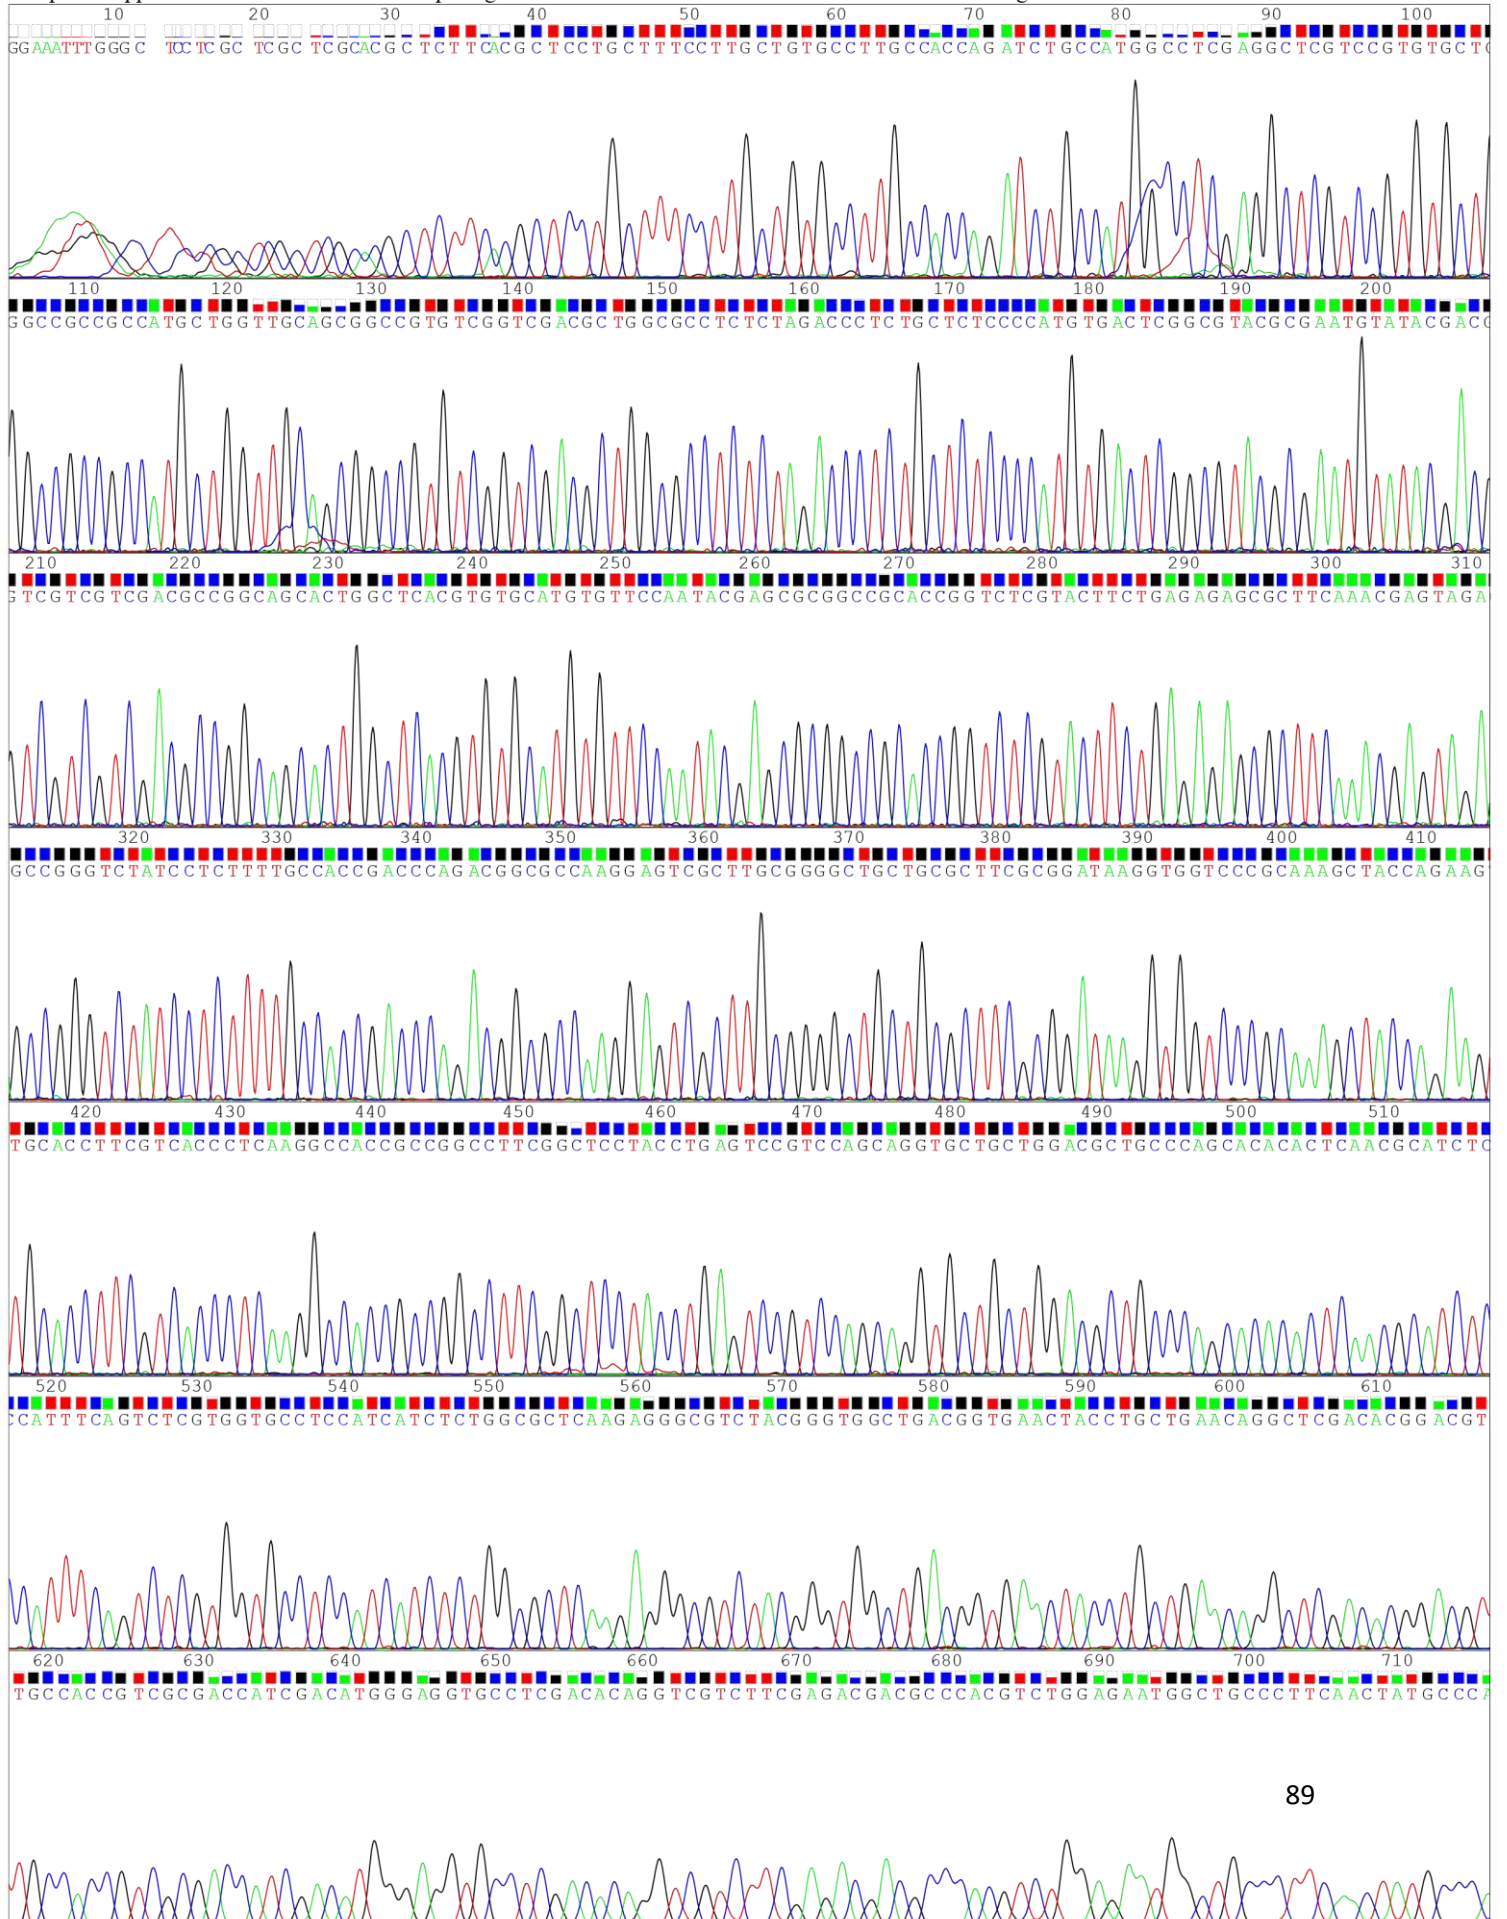 10 20 30 40 50 60 70 80 90 100
GGAAATTTGGGC TCCTCGC TCGC TCGCACGC TCTTCACGCTCCTGCTTTCCTTGCTGTGCCTTGCCACCAGATCTGCCATGGCCTCGAGGCTCGTCCGTGTGCT
110 120 130 140 150 160 170 180 190 200
GGCCGCCGCCATGCTGGTTGCAGCGGCCGTGTCGGTCGACGCTGGCGCCTCTCTAGACCCTCTGCTCTCCCCATGTGACTCGGCGTACGCGAATGTATACGACG
210 220 230 240 250 260 270 280 290 300 310
GTCGTCGTCGACGCCGGCAGCACTGGCTCACGTGTGCATGTGTTCCAATACGAGCGCGGCCGCACCGGTCTCGTACTTCTGAGAGAGCGCTTCAAACGAGTAGA
320 330 340 350 360 370 380 390 400 410
GCCGGGTCTATCCTCTTTTGCCACCGACCCAGACGGCGCCAAGGAGTCGCTTGCGGGGCTGCTGCGCTTCGCGGATAAGGTGGTCCCGCAAAGCTACCAGAAG
420 430 440 450 460 470 480 490 500 510
TGCACCTTCGTCACCCTCAAGGCCACCGCCGGCCTTCGGCTCCTACCTGAGTCCGTCCAGCAGGTGCTGCTGGACGCTGCCCAGCACACACTCAACGCATCTC
520 530 540 550 560 570 580 590 600 610
CCATTTCAGTCTCGTGGTGCCTCCATCATCTCTGGCGCTCAAGAGGGCGTCTACGGGTGGCTGACGGTGAACTACCTGCTGAACAGGCTCGACACGGACGT
620 630 640 650 660 670 680 690 700 710
TGCCACCGTCGCGACCATCGACATGGGAGGTGCCTCGACACAGGTCGTCTTCGAGACGACGCCCACGTCTGGAGAATGGCTGCCCTTCAACTATGCCCA
89